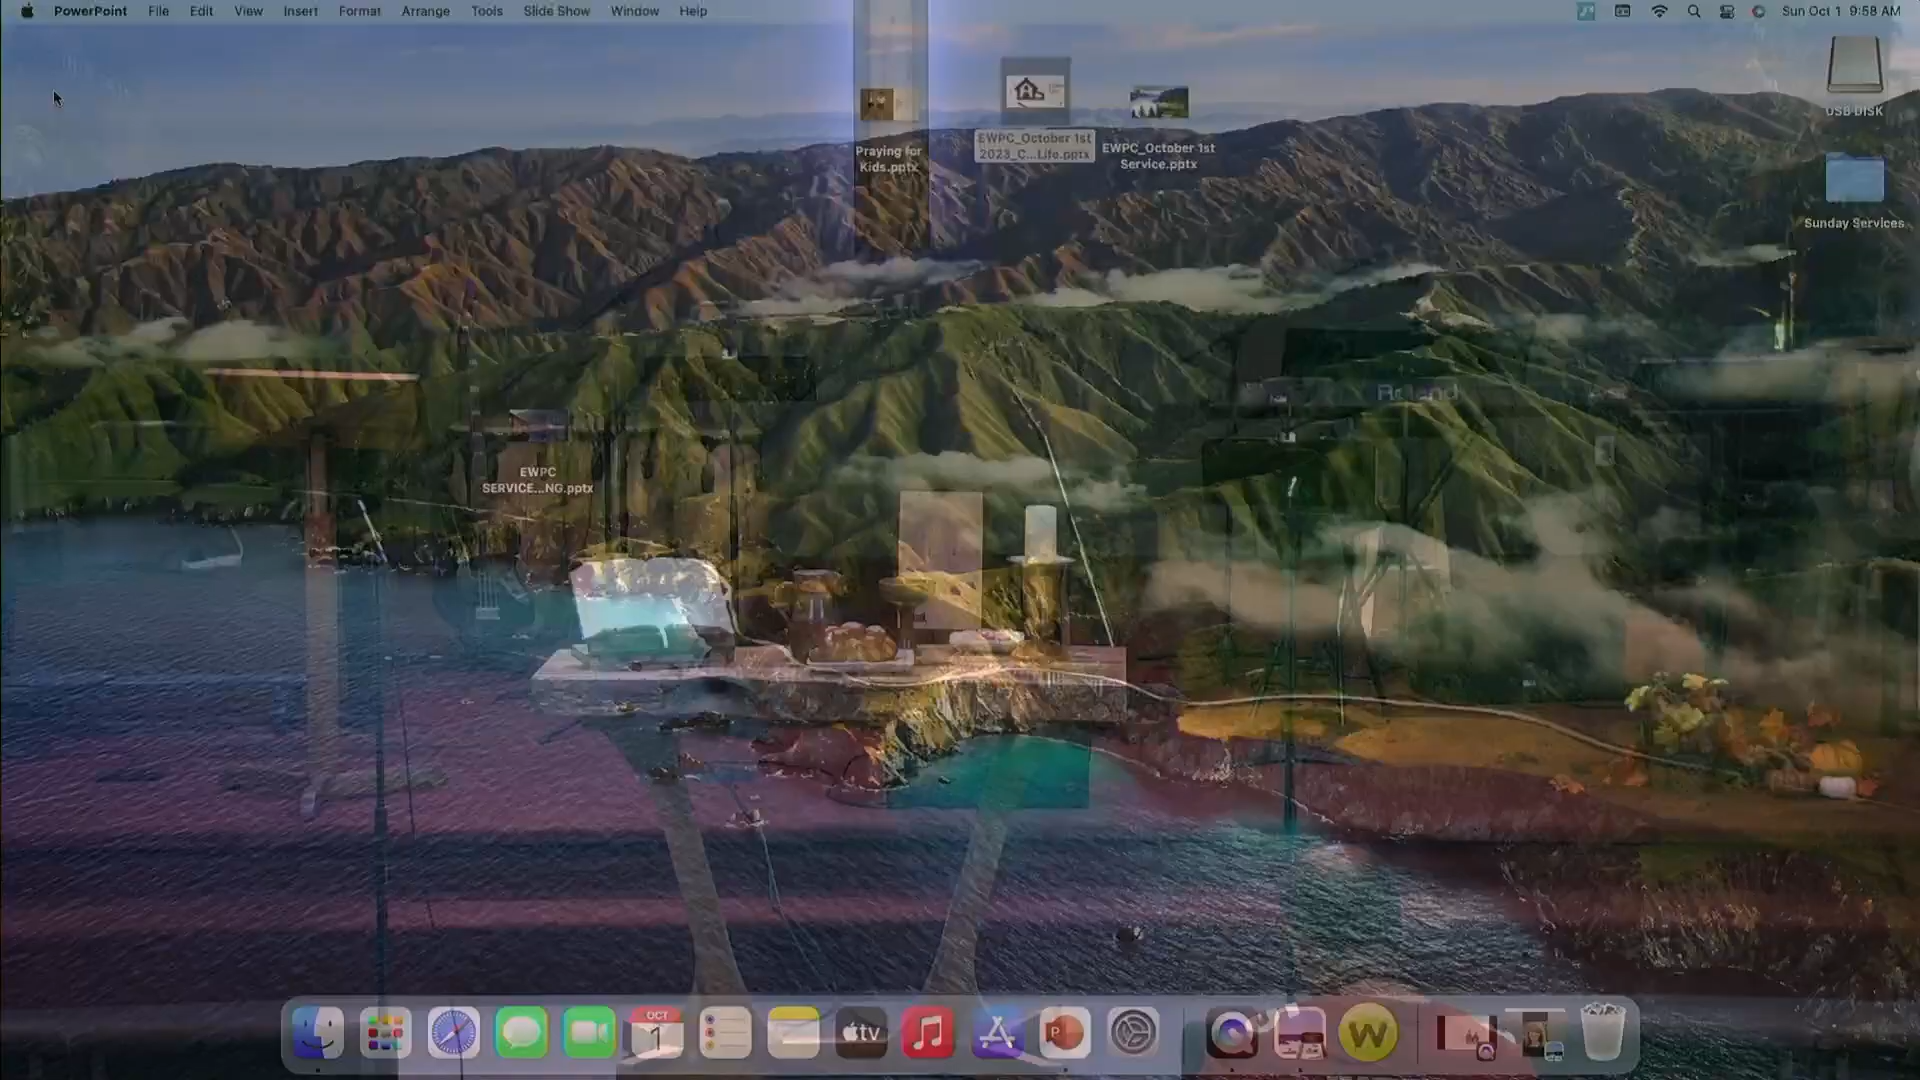 PowerPoint File Edit View Insert Format Arrange Tools Slide Show Window Help
Sun Oct 1 9:58 AM
USB DISK
Praying for
Kids.pptx
EWPC_October 1st
2023_C...Life.pptx
EWPC_October 1st
Service.pptx
Sunday Services
Roland
EWPC
SERVICE...NG.pptx
OCT
1
tv
P
W